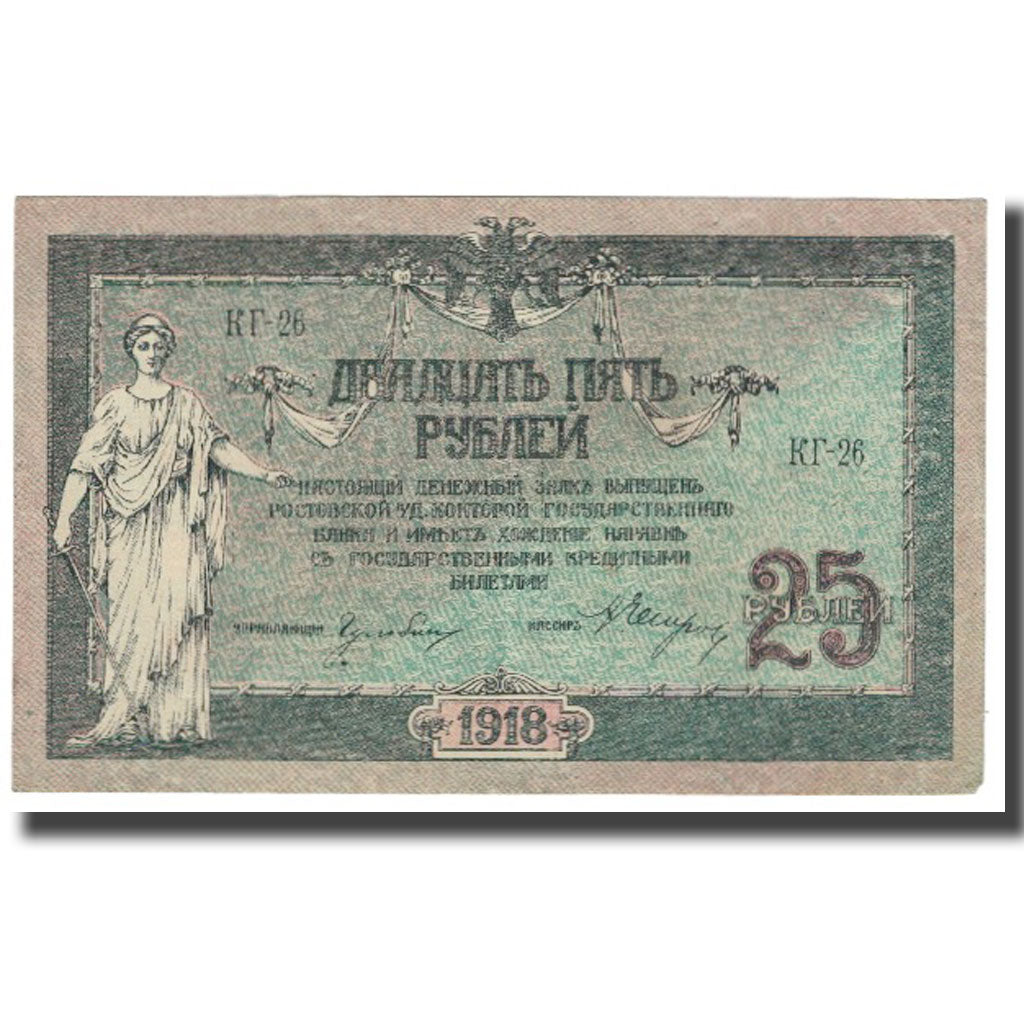 КГ-26
ДВАДЦАТЬ ПЯТЬ
РУБЛЕЙ
КГ-26
НАСТОЯЩІЙ ДЕНЕЖНЫЙ ЗНАКЪ ВЫПУЩЕНЪ
РОСТОВСКОЙ УД. КОНТОРОЙ ГОСУДАРСТВЕННАГО
БАНКА И ИМѢЕТЪ ХОЖДЕНІЕ НАРАВНѢ
СЪ ГОСУДАРСТВЕННЫМИ КРЕДИТНЫМИ
БИЛЕТАМИ
25
РУБЛЕЙ
УПРАВЛЯЮЩІЙ
КАССИРЪ
1918